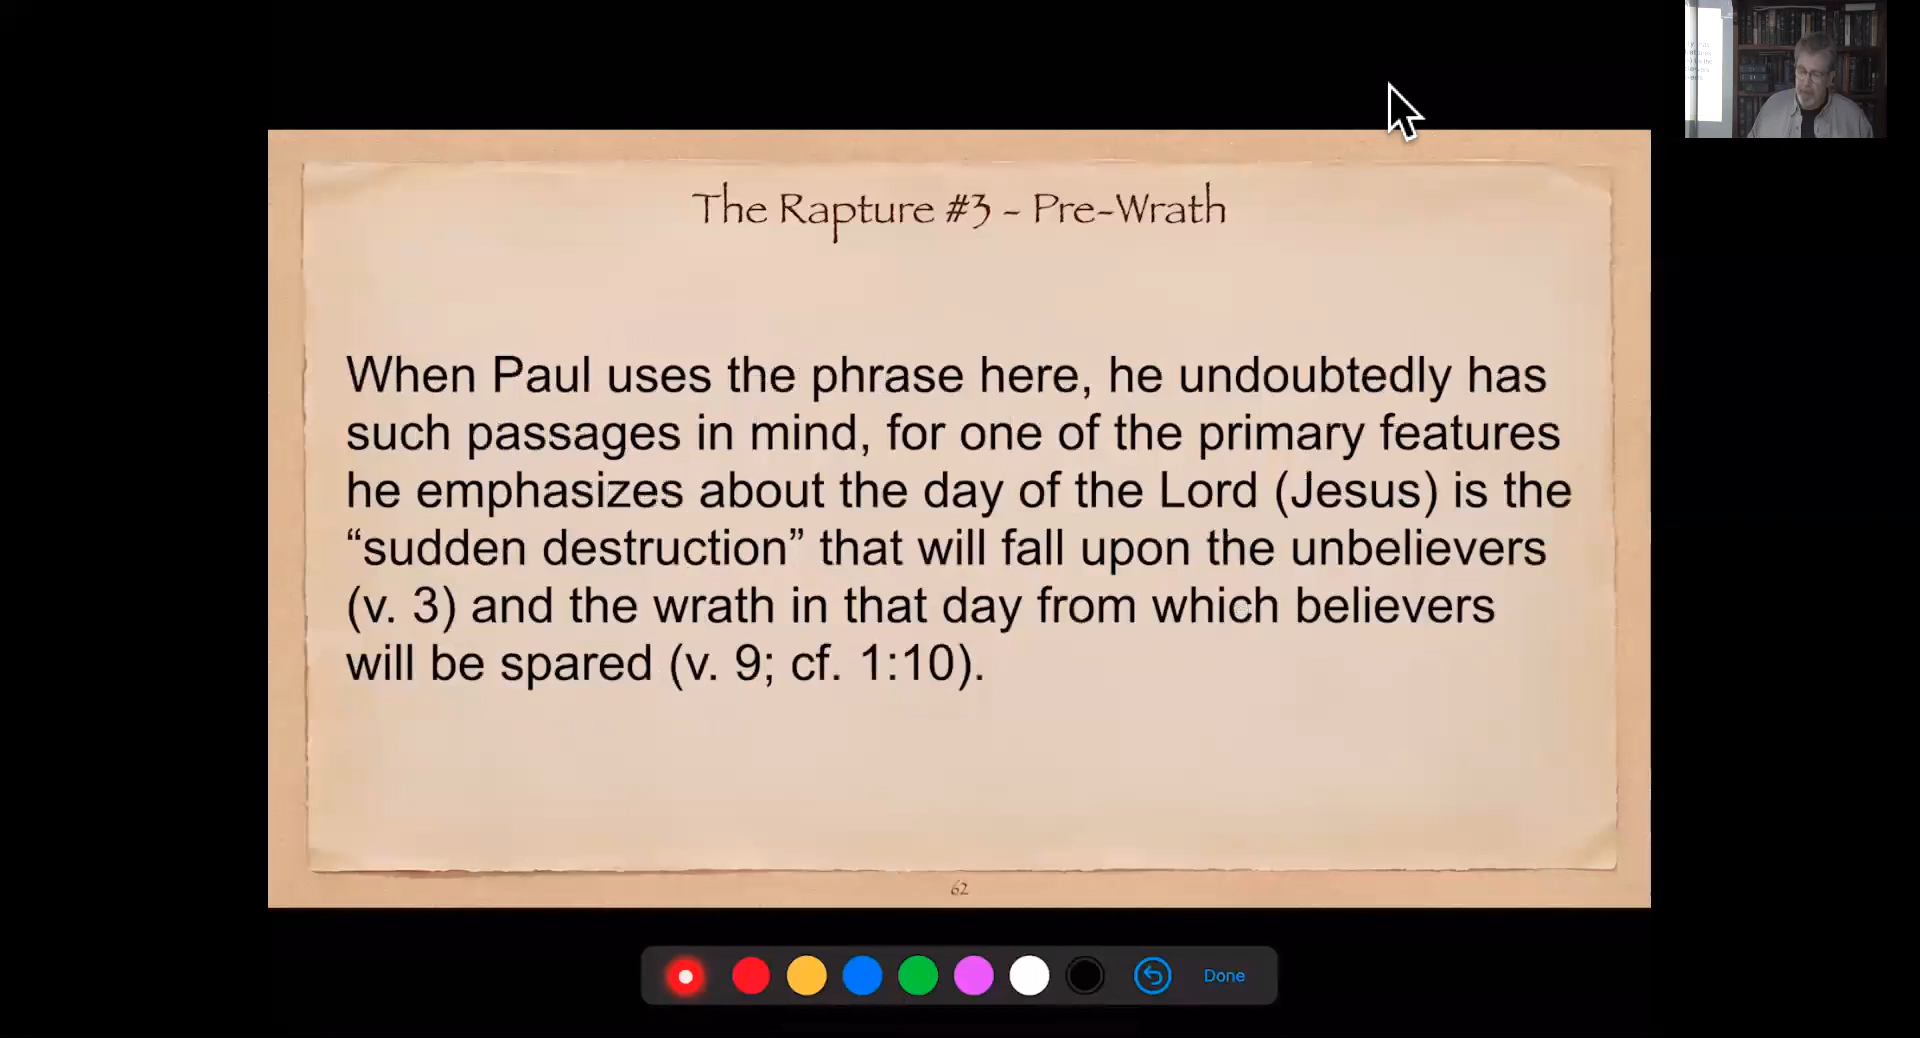 The Rapture #3 - Pre-Wrath
When Paul uses the phrase here, he undoubtedly has
such passages in mind, for one of the primary features
he emphasizes about the day of the Lord (Jesus) is the
“sudden destruction” that will fall upon the unbelievers
(v. 3) and the wrath in that day from which believers
will be spared (v. 9; cf. 1:10).
62
Done